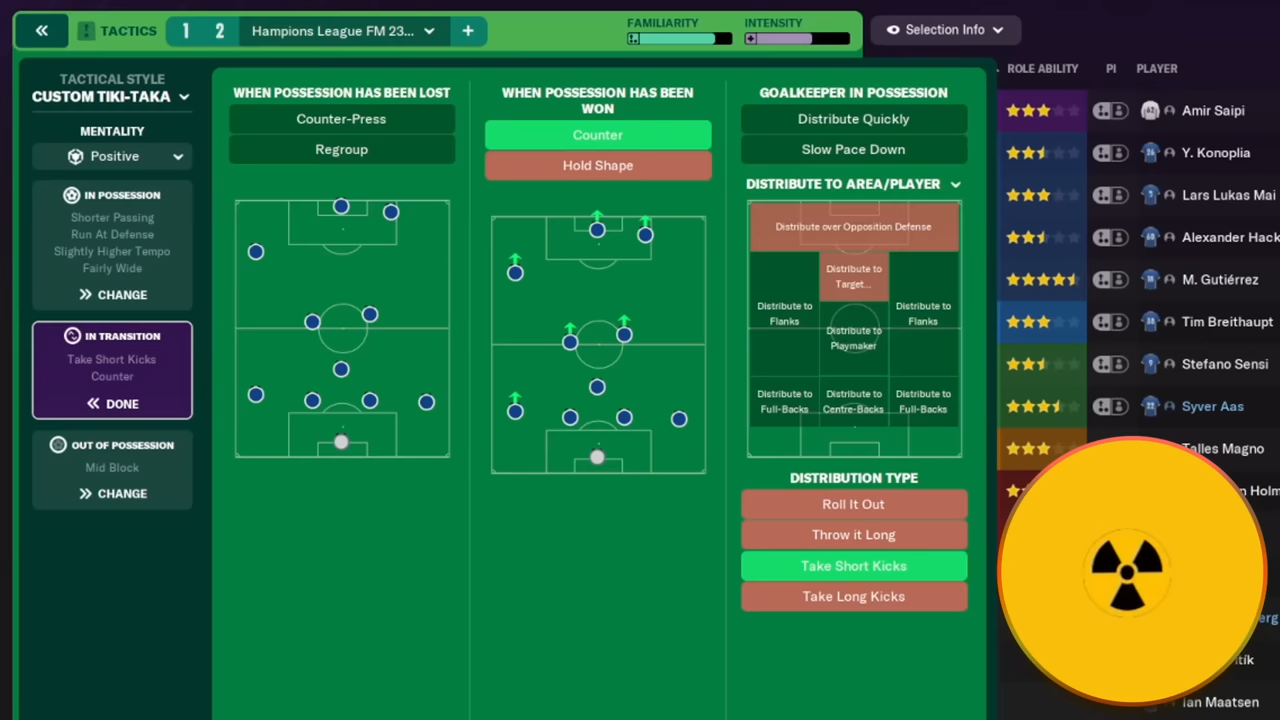 TACTICS
1
2
Hampions League FM 23...
FAMILIARITY
INTENSITY
Selection Info
TACTICAL STYLE
CUSTOM TIKI-TAKA
MENTALITY
Positive
IN POSSESSION
Shorter Passing
Run At Defense
Slightly Higher Tempo
Fairly Wide
CHANGE
IN TRANSITION
Take Short Kicks
Counter
DONE
OUT OF POSSESSION
Mid Block
CHANGE
WHEN POSSESSION HAS BEEN LOST
Counter-Press
Regroup
WHEN POSSESSION HAS BEEN
WON
Counter
Hold Shape
GOALKEEPER IN POSSESSION
Distribute Quickly
Slow Pace Down
DISTRIBUTE TO AREA/PLAYER
Distribute over Opposition Defense
Distribute to
Target...
Distribute to
Flanks
Distribute to
Playmaker
Distribute to
Flanks
Distribute to
Full-Backs
Distribute to
Centre-Backs
Distribute to
Full-Backs
DISTRIBUTION TYPE
Roll It Out
Throw it Long
Take Short Kicks
Take Long Kicks
ROLE ABILITY
PI
PLAYER
Amir Saipi
Y. Konoplia
Lars Lukas Mai
Alexander Hack
M. Gutiérrez
Tim Breithaupt
Stefano Sensi
Syver Aas
Talles Magno
Holm
Ian Maatsen